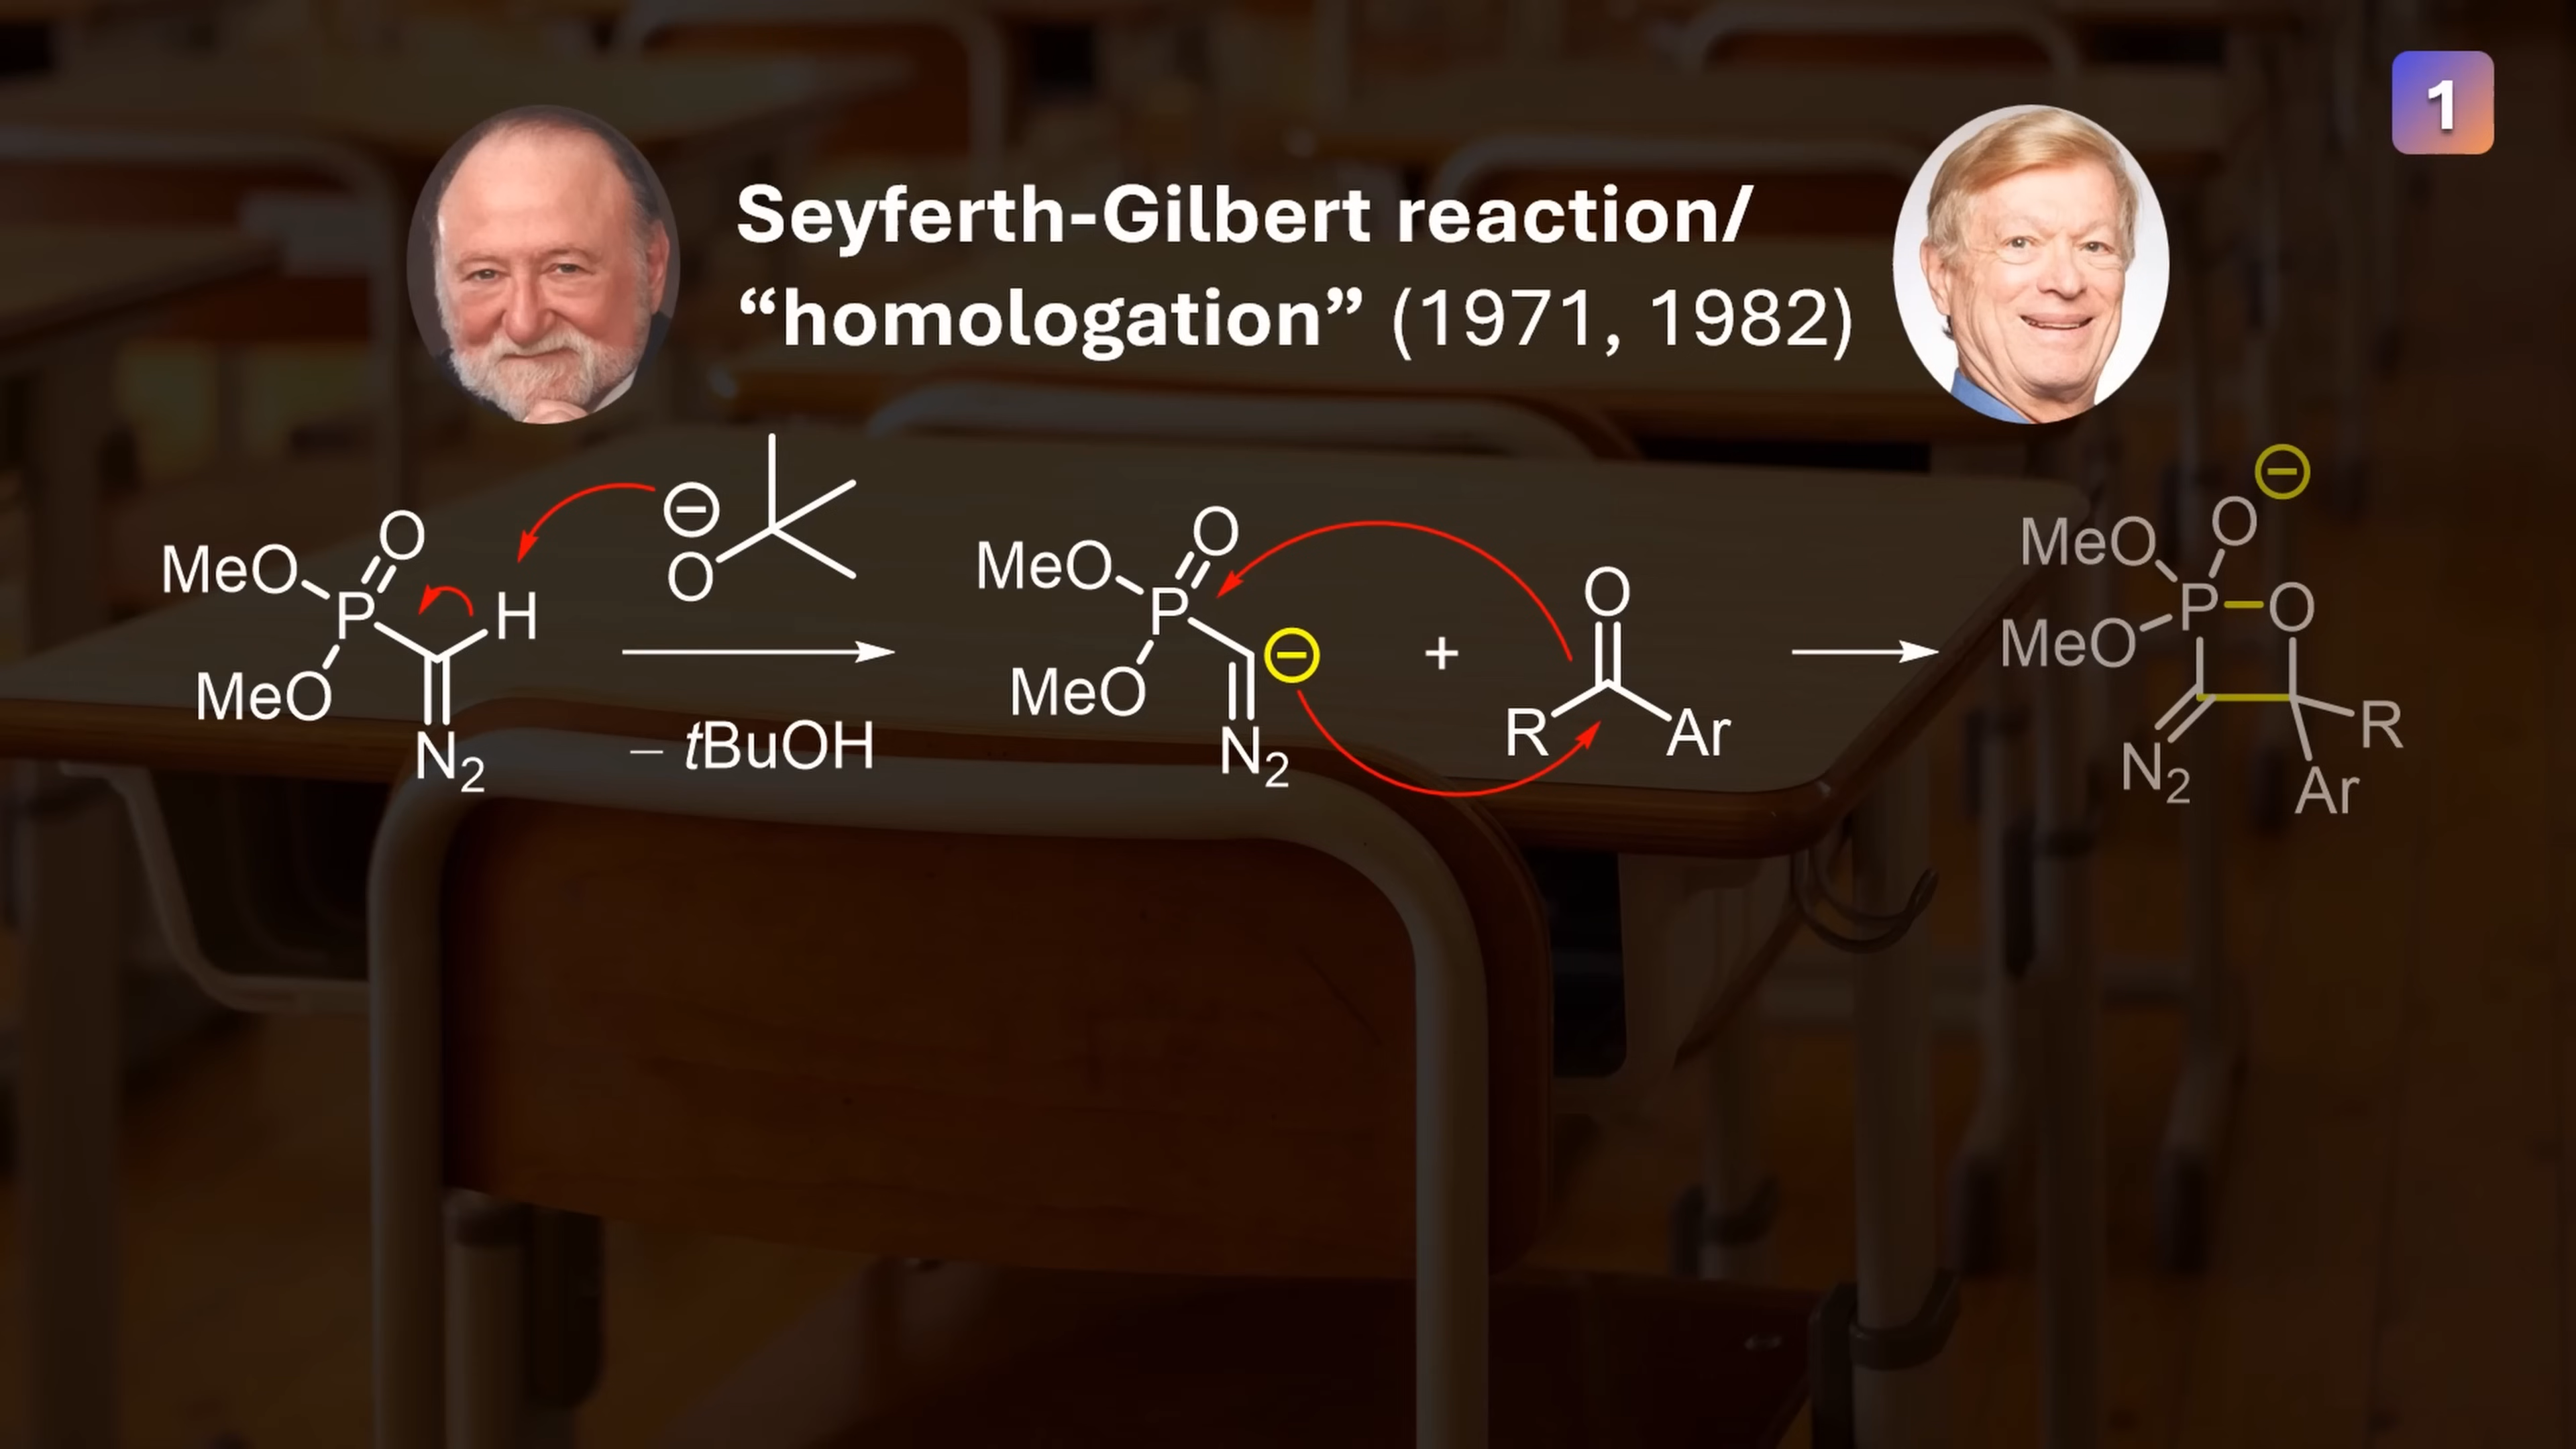 1
Seyferth-Gilbert reaction/
“homologation” (1971, 1982)
MeO
O
P
H
MeO
N2
⊖
O
– tBuOH
MeO
O
P
⊖
MeO
N2
+
O
R
Ar
⊖
MeO
O
P
O
MeO
R
N2
Ar